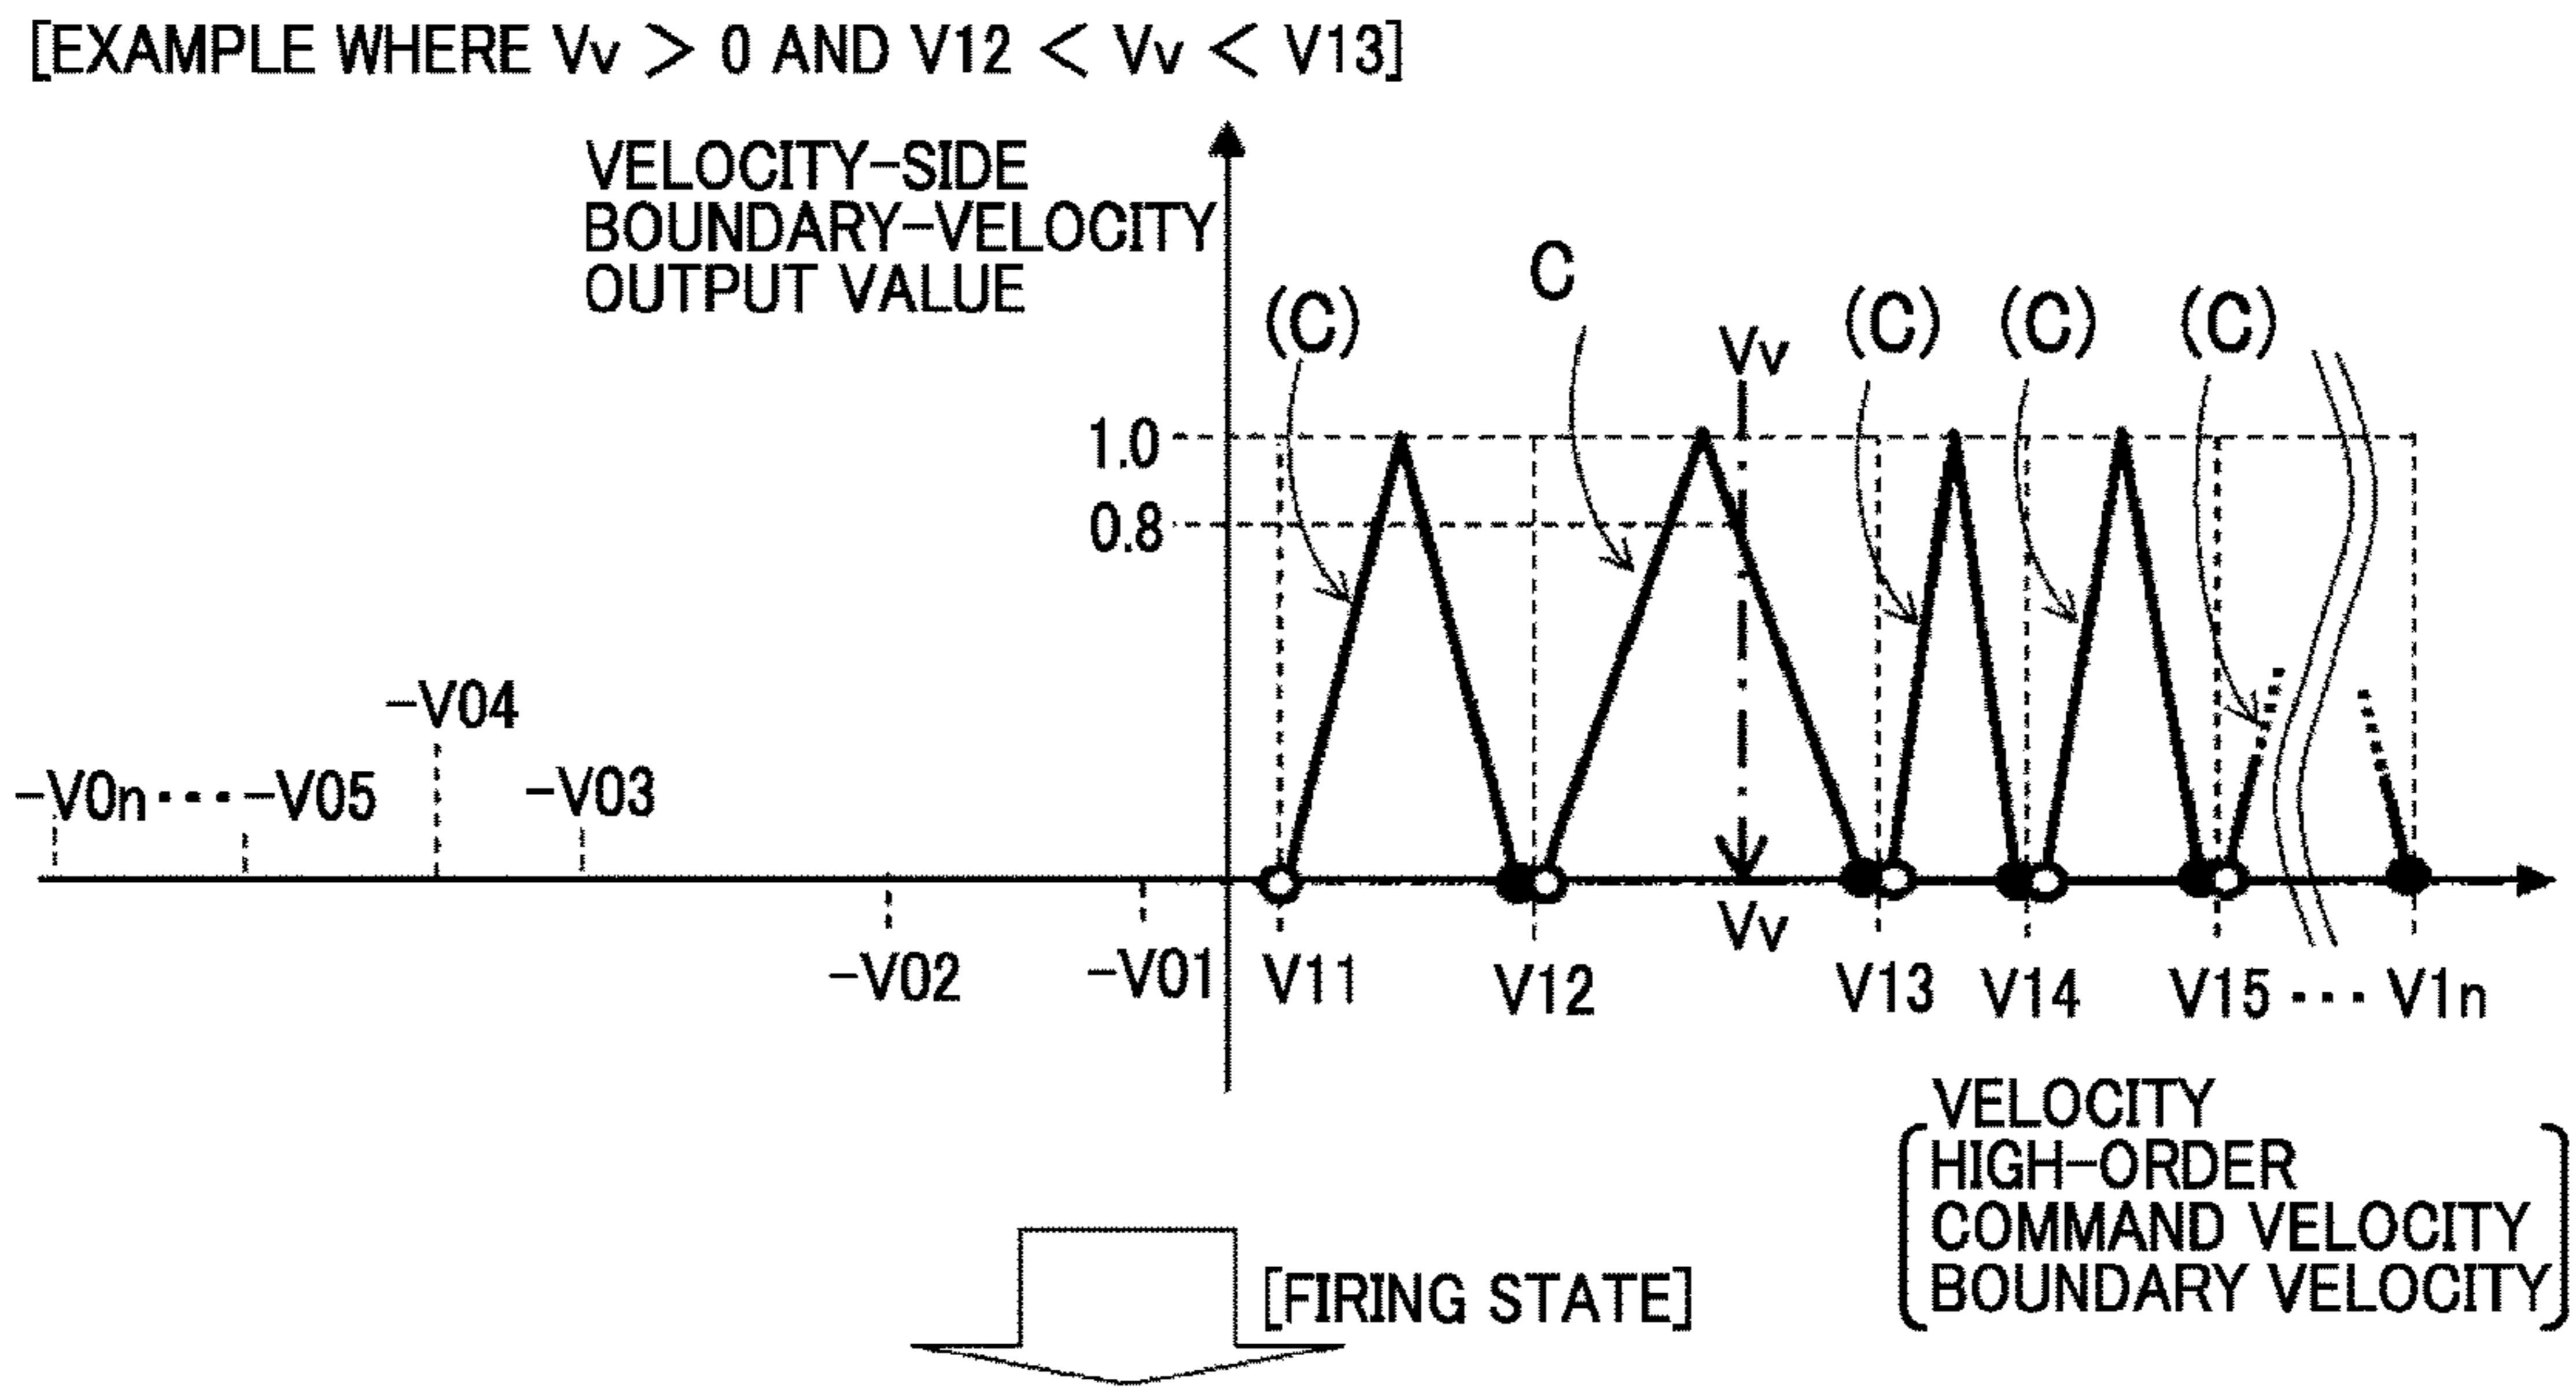 [EXAMPLE WHERE Vv > 0 AND V12 < Vv < V13]
VELOCITY-SIDE
BOUNDARY-VELOCITY
OUTPUT VALUE
C
(C)
(C)
(C)
(C)
Vv
1.0
0.8
-V04
-V0n････-V05
-V03
Vv
-V02
-V01
V11
V12
V13
V14
V15 ･･･ V1n
VELOCITY
HIGH-ORDER
COMMAND VELOCITY
BOUNDARY VELOCITY
[FIRING STATE]